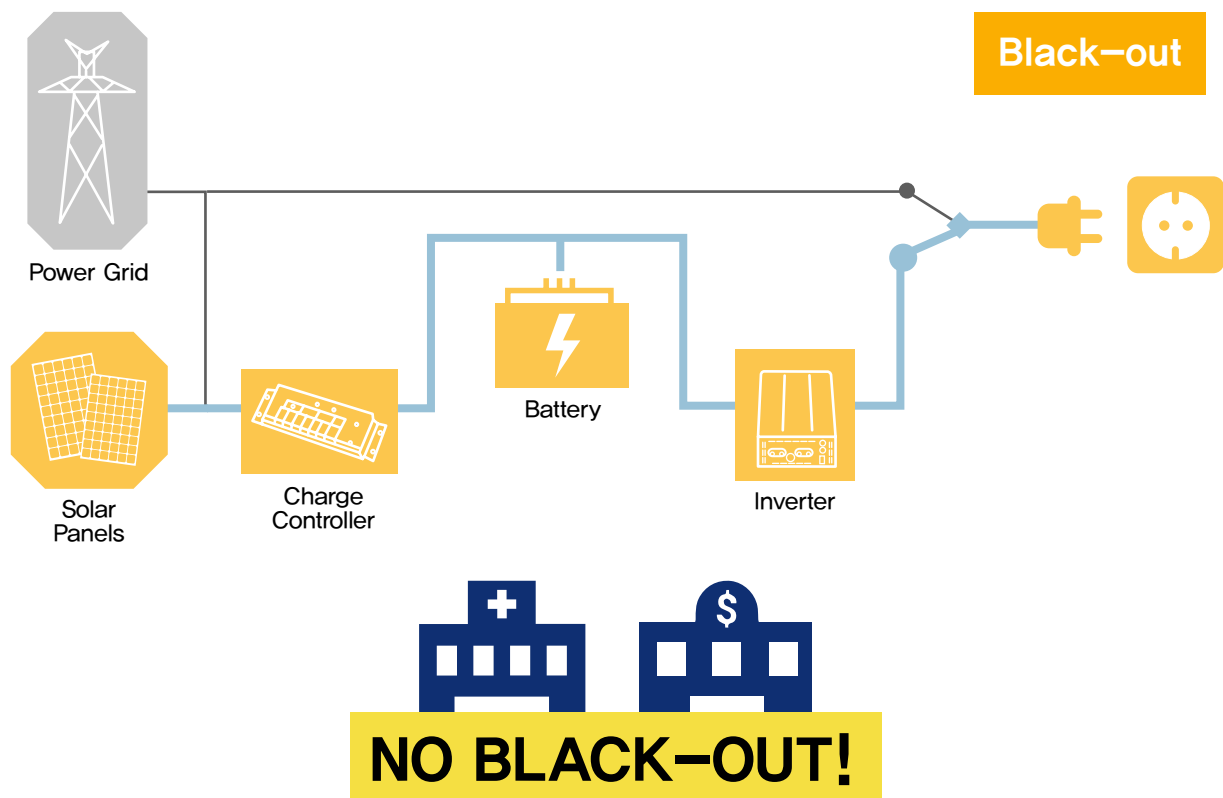 Black-out
Power Grid
Battery
Solar
Panels
Charge
Controller
Inverter
$
NO BLACK-OUT!